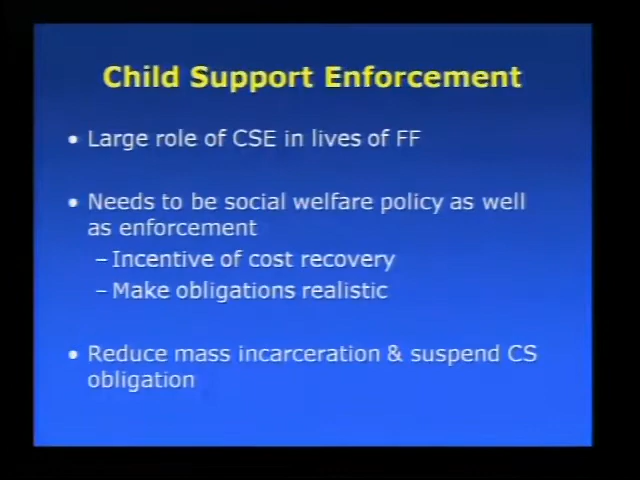 Child Support Enforcement
• Large role of CSE in lives of FF
• Needs to be social welfare policy as well
as enforcement
– Incentive of cost recovery
– Make obligations realistic
• Reduce mass incarceration & suspend CS
obligation